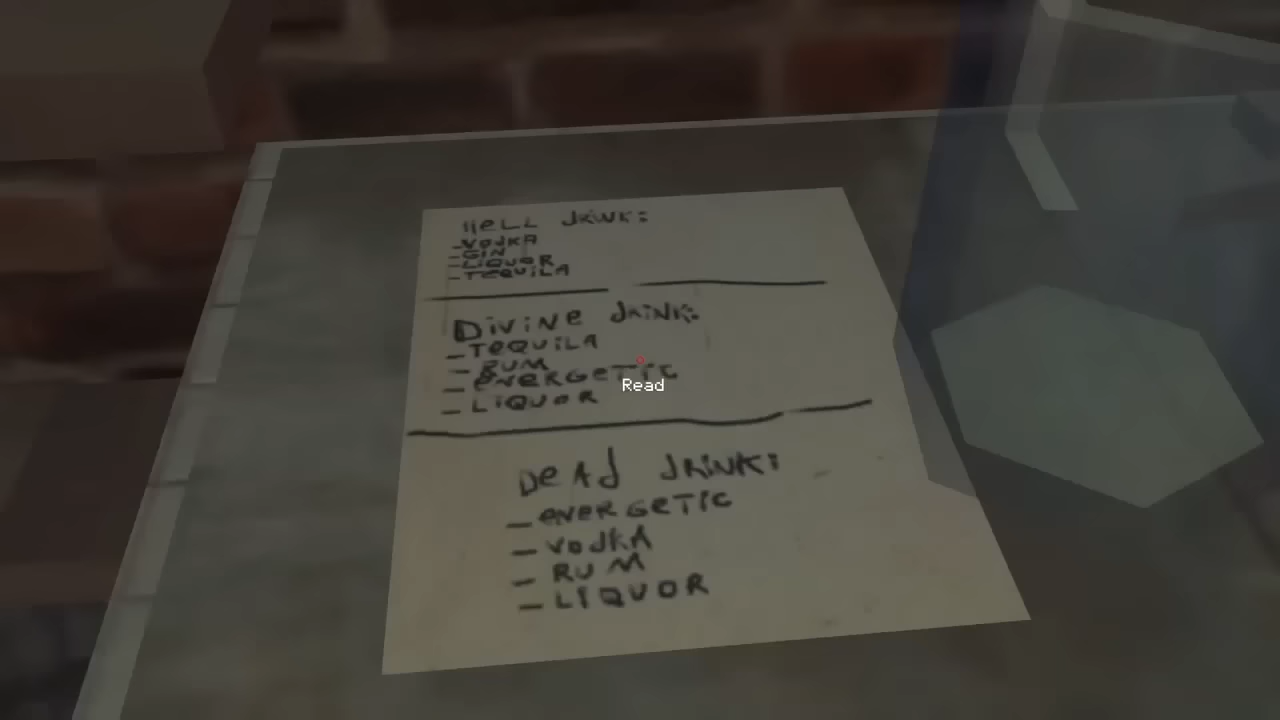 HeLL dRiNK:
-VodKA
-GiN
-LiQUoR
-TeQUiLA
DiViNe dRiNK:
-TeQUiLA
-RUM
-eNeRGeTiC
-LiQUoR
Read
DeAd dRiNK:
-eNeRGeTiC
-VodKA
-RUM
-LIQUOR